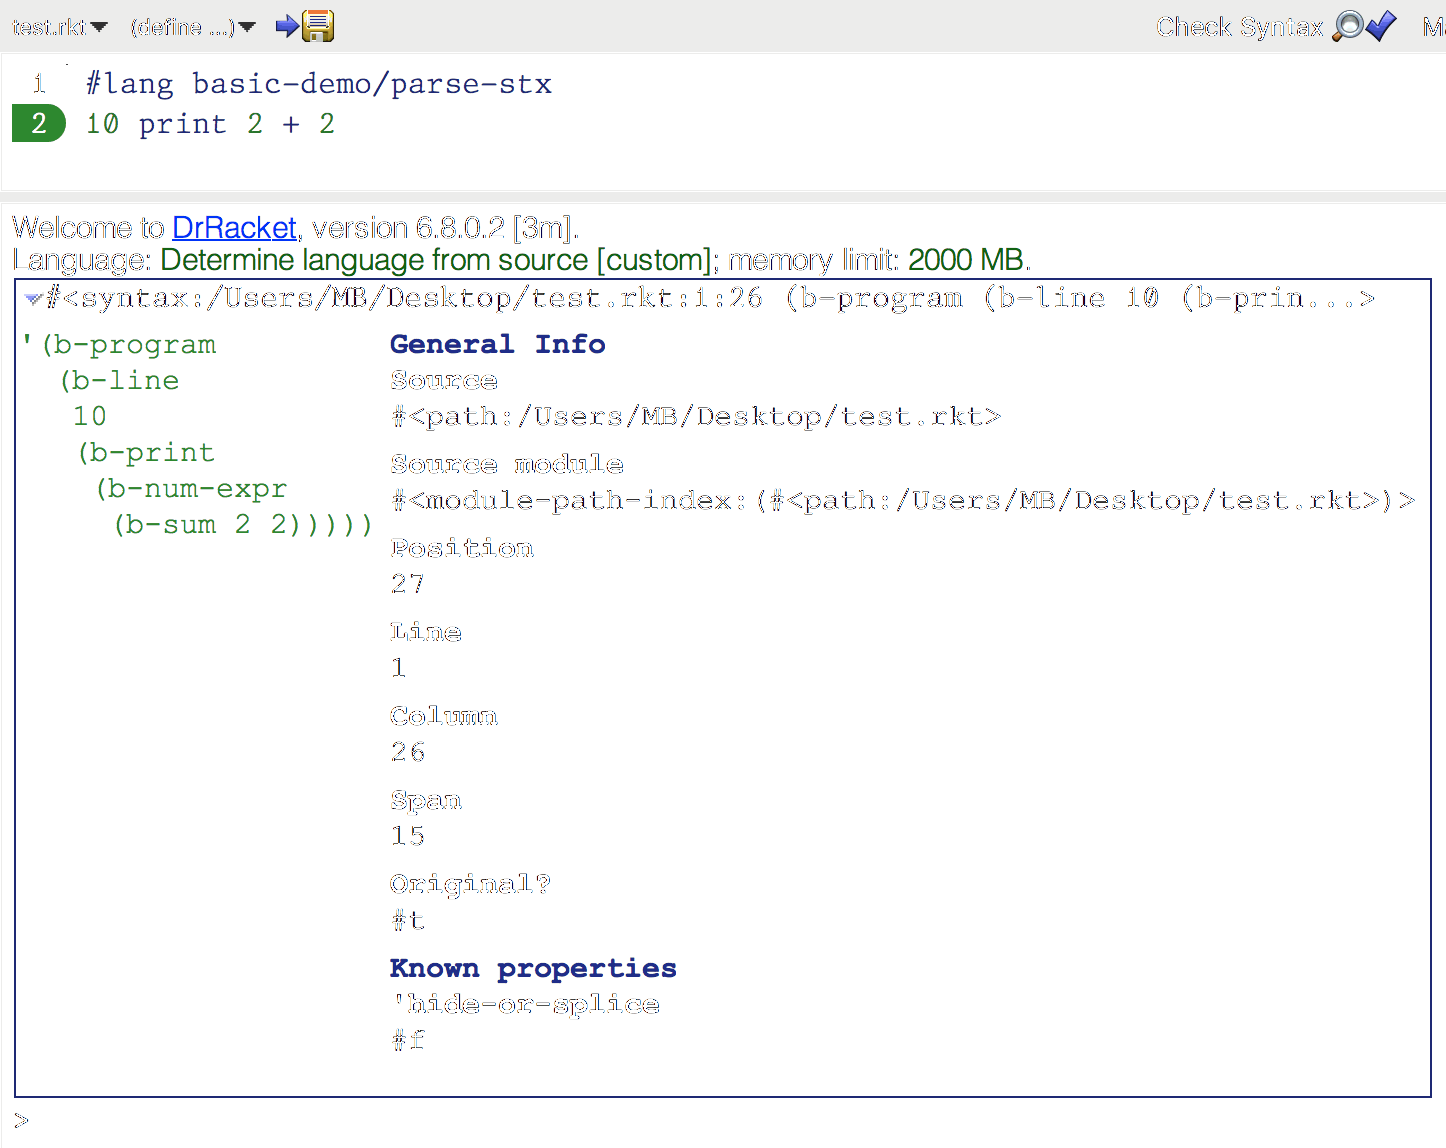 test.rkt (define ...) Check Syntax
1 #lang basic-demo/parse-stx
2 10 print 2 + 2
Welcome to DrRacket, version 6.8.0.2 [3m].
Language: Determine language from source [custom]; memory limit: 2000 MB.
#<syntax:/Users/MB/Desktop/test.rkt:1:26 (b-program (b-line 10 (b-prin...>
'(b-program
(b-line
10
(b-print
(b-num-expr
(b-sum 2 2)))))
General Info
Source
#<path:/Users/MB/Desktop/test.rkt>
Source module
#<module-path-index:(#<path:/Users/MB/Desktop/test.rkt>)>
Position
27
Line
1
Column
26
Span
15
Original?
#t
Known properties
'hide-or-splice
#f
>